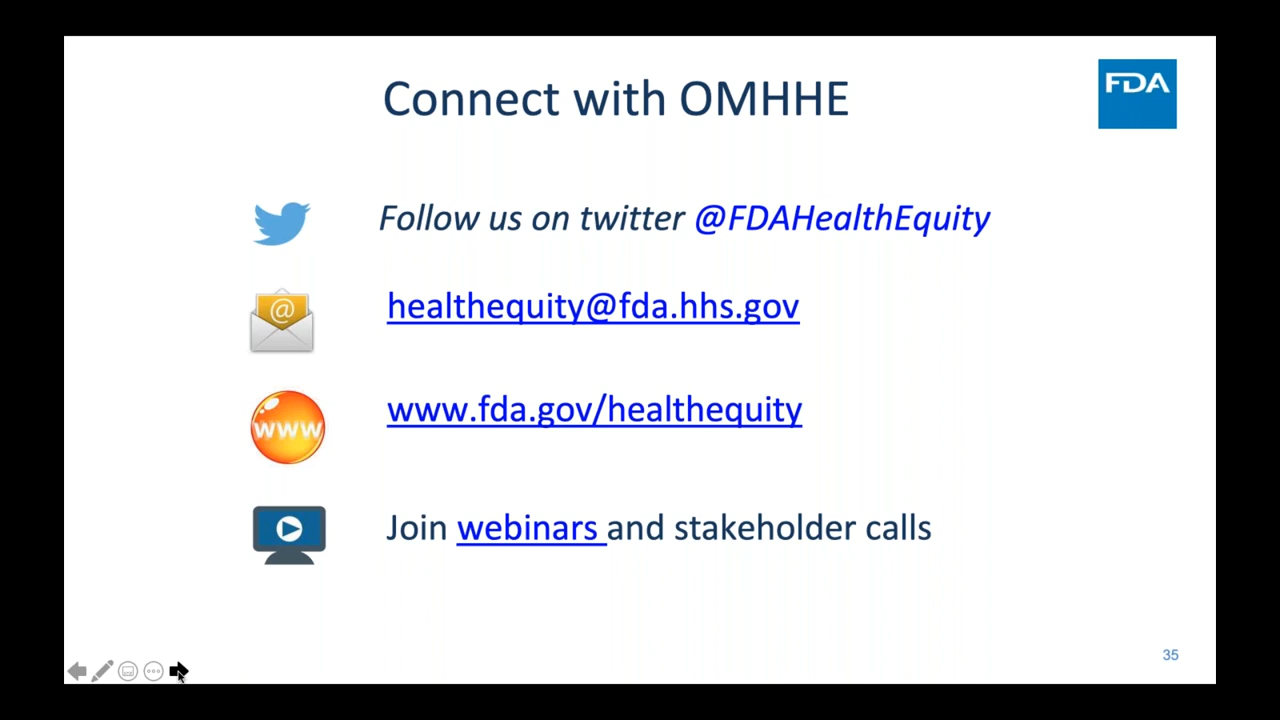 Connect with OMHHE
FDA
Follow us on twitter @FDAHealthEquity
@
healthequity@fda.hhs.gov
www
www.fda.gov/healthequity
Join webinars and stakeholder calls
35